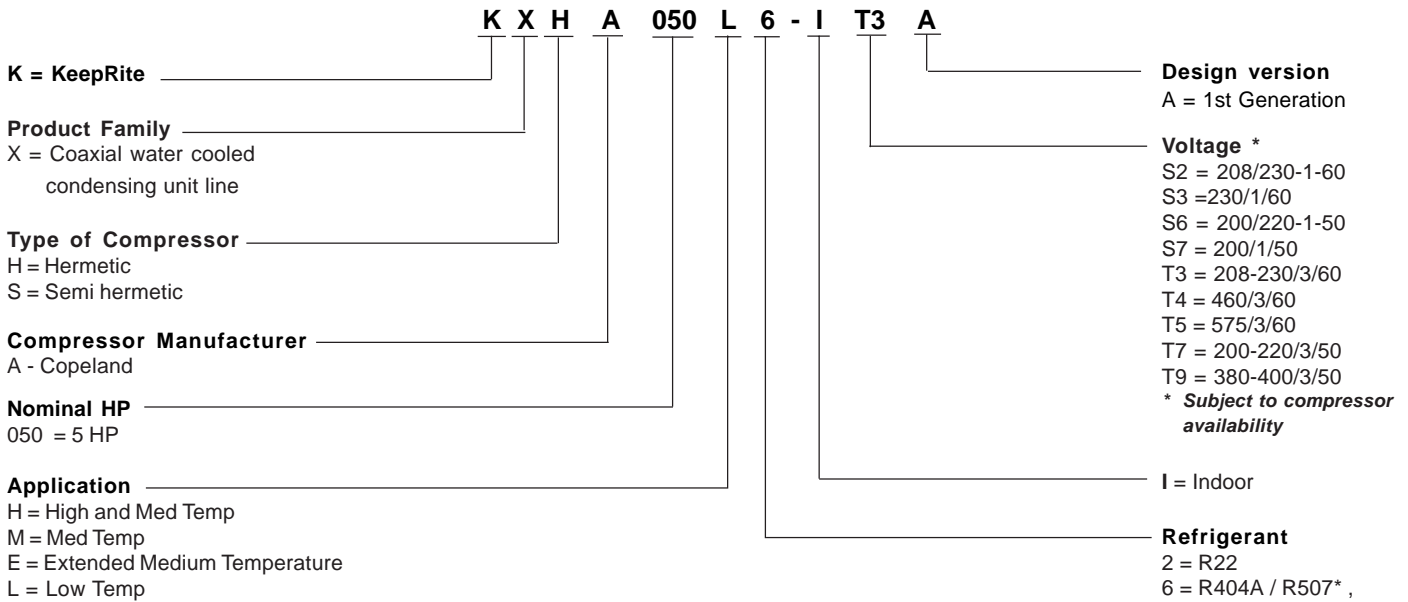 K X H A 050 L 6 - I T3 A
K = KeepRite
Product Family
X = Coaxial water cooled
condensing unit line
Type of Compressor
H = Hermetic
S = Semi hermetic
Compressor Manufacturer
A - Copeland
Nominal HP
050 = 5 HP
Application
H = High and Med Temp
M = Med Temp
E = Extended Medium Temperature
L = Low Temp
Design version
A = 1st Generation
Voltage *
S2 = 208/230-1-60
S3 =230/1/60
S6 = 200/220-1-50
S7 = 200/1/50
T3 = 208-230/3/60
T4 = 460/3/60
T5 = 575/3/60
T7 = 200-220/3/50
T9 = 380-400/3/50
* Subject to compressor
availability
I = Indoor
Refrigerant
2 = R22
6 = R404A / R507* ,